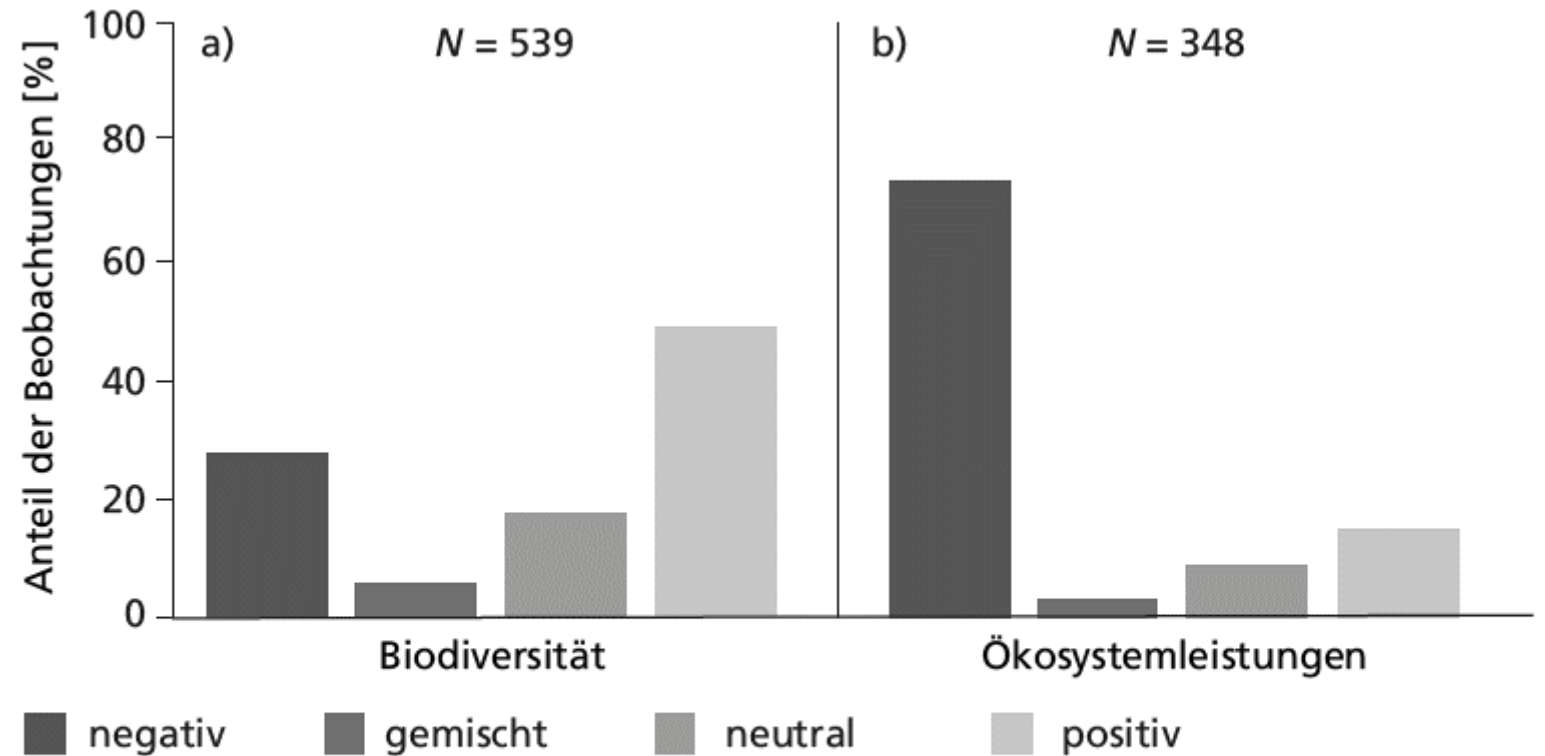 Anteil der Beobachtungen [%]
100
80
60
40
20
0
a)
N = 539
b)
N = 348
Biodiversität
Ökosystemleistungen
negativ
gemischt
neutral
positiv